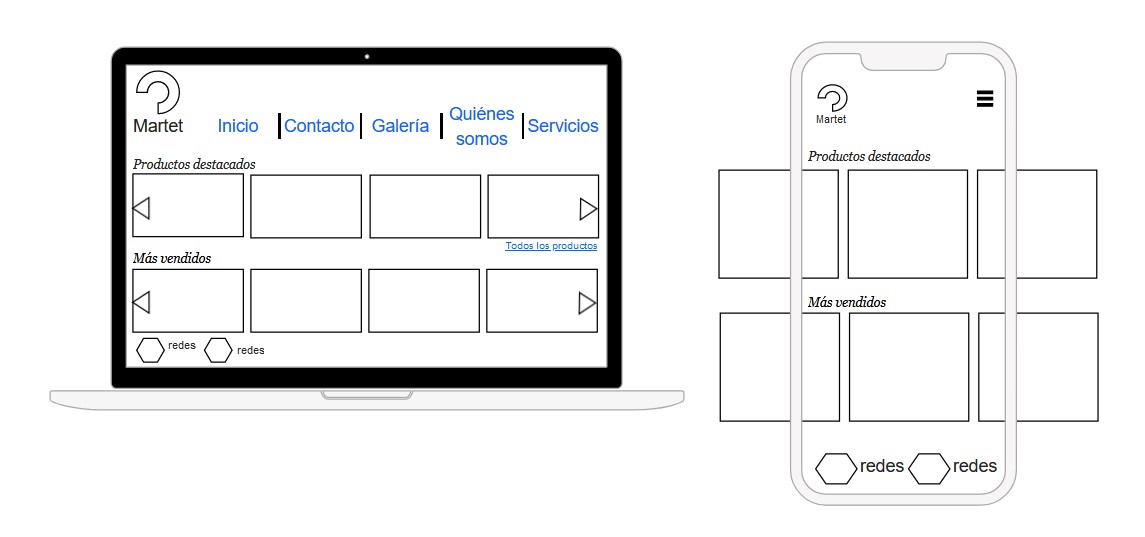 Martet
Inicio
Contacto
Galería
Quiénes
somos
Servicios
Productos destacados
Todos los productos
Más vendidos
redes
redes
Martet
Productos destacados
Más vendidos
redes
redes